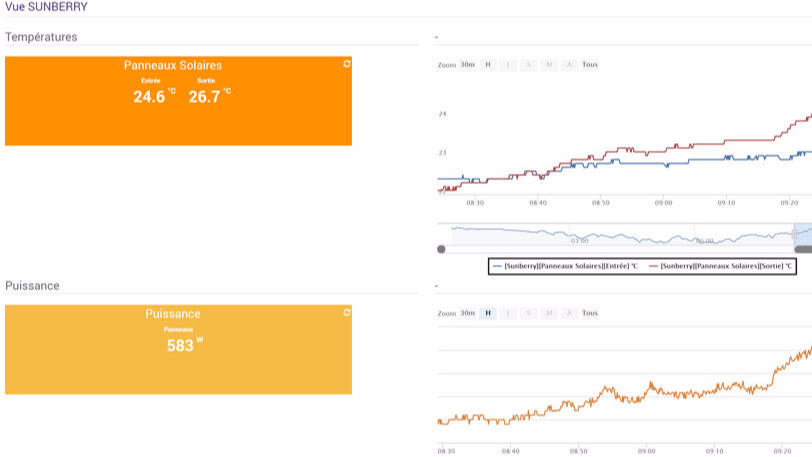 Vue SUNBERRY
Températures
-
Panneaux Solaires
Entrée Sortie
24.6 °C 26.7 °C
Zoom 30m H J S M A Tous
24
23
08:30 08:40 08:50 09:00 09:10 09:20
03:00 06:00
[Sunberry][Panneaux Solaires][Entrée] °C [Sunberry][Panneaux Solaires][Sortie] °C
Puissance
-
Puissance
Panneaux
583 W
Zoom 30m H J S M A Tous
08:30 08:40 08:50 09:00 09:10 09:20